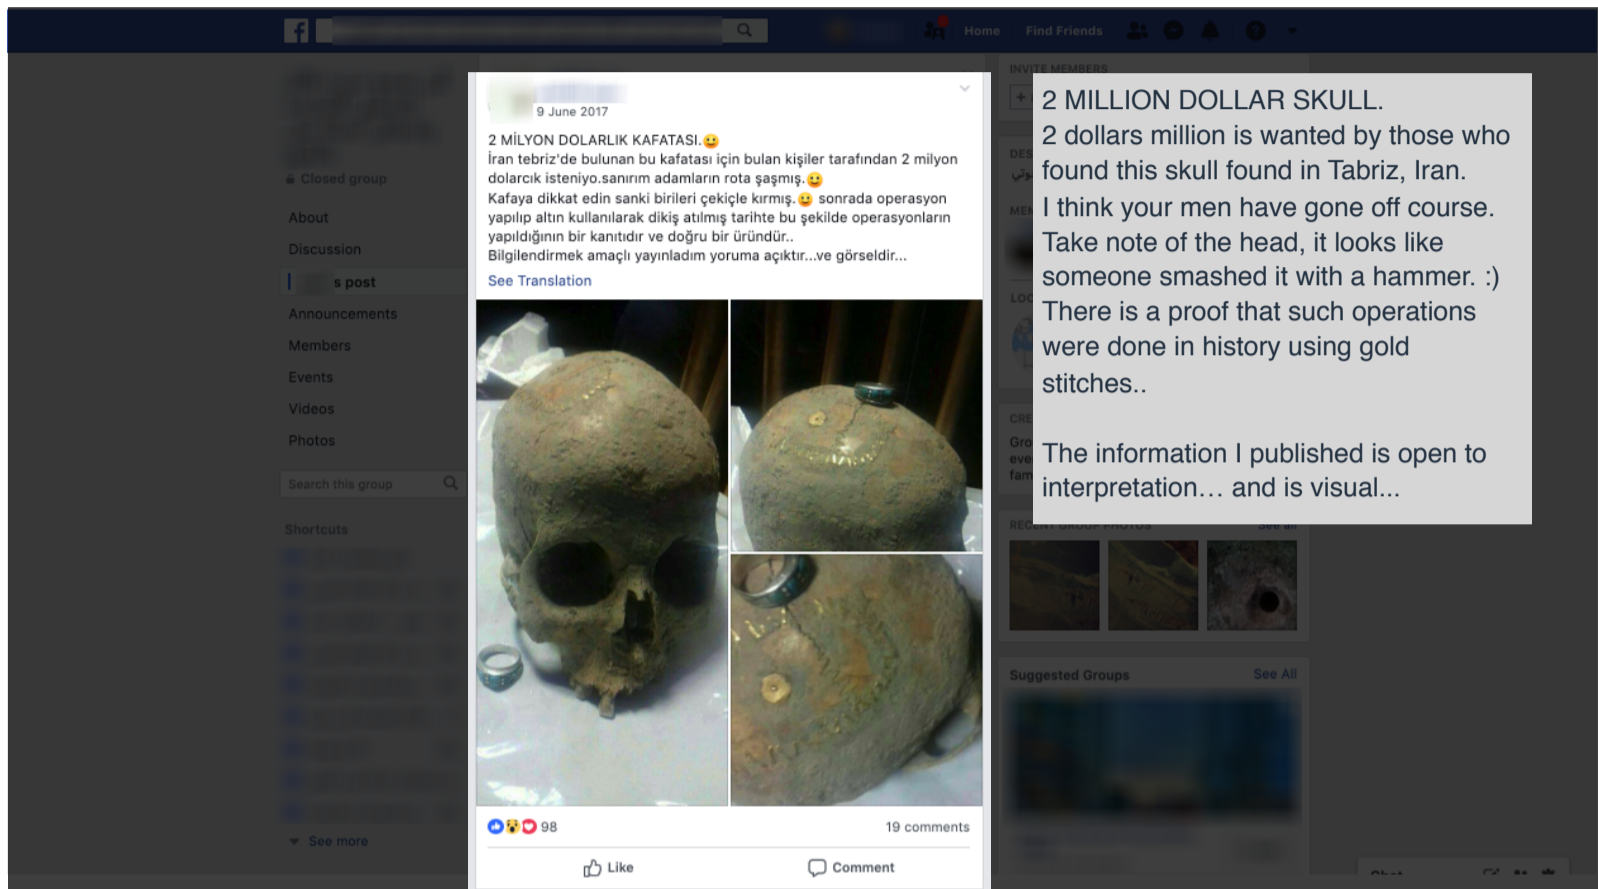 Home
Find Friends
Closed group
About
Discussion
s post
Announcements
Members
Events
Videos
Photos
Search this group
Shortcuts
See more
9 June 2017
2 MİLYON DOLARLIK KAFATASI.😀
İran tebriz'de bulunan bu kafatası için bulan kişiler tarafından 2 milyon
dolarcık isteniyo.sanırım adamların rota şaşmış.😀
Kafaya dikkat edin sanki birileri çekiçle kırmış.😀 sonrada operasyon
yapılıp altın kullanılarak dikiş atılmış tarihte bu şekilde operasyonların
yapıldığının bir kanıtıdır ve doğru bir üründür..
Bilgilendirmek amaçlı yayınladım yoruma açıktır...ve görseldir...
See Translation
98
19 comments
Like
Comment
INVITE MEMBERS
2 MILLION DOLLAR SKULL.
2 dollars million is wanted by those who
found this skull found in Tabriz, Iran.
I think your men have gone off course.
Take note of the head, it looks like
someone smashed it with a hammer. :)
There is a proof that such operations
were done in history using gold
stitches..
The information I published is open to
interpretation... and is visual...
RECENT GROUP PHOTOS
See all
Suggested Groups
See All